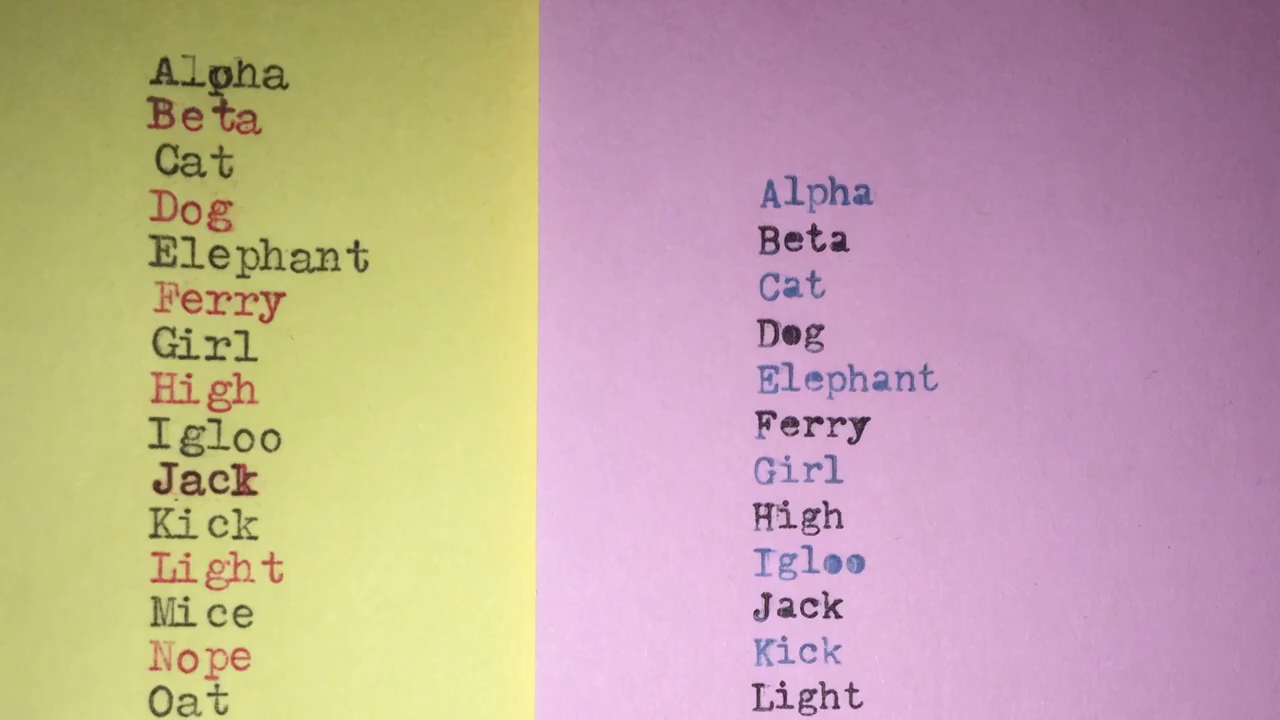 Alpha
Beta
Cat
Dog
Elephant
Ferry
Girl
High
Igloo
Jack
Kick
Light
Mice
Nope
Oat
Alpha
Beta
Cat
Dog
Elephant
Ferry
Girl
High
Igloo
Jack
Kick
Light